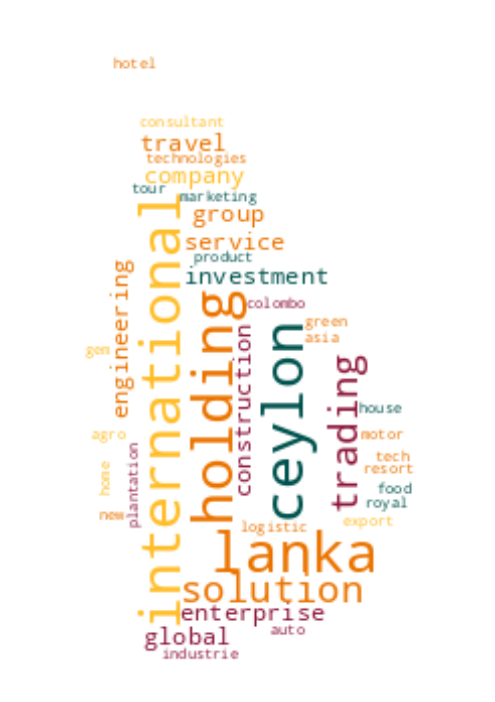 hotel
consultant
travel
technologies
company
tour
marketing
international
group
service
product
investment
engineering
holding
colombo
ceylon
construction
green
asia
gem
trading
house
agro
motor
plantation
home
tech
resort
food
royal
new
export
logistic
lanka
solution
enterprise
global
auto
industrie